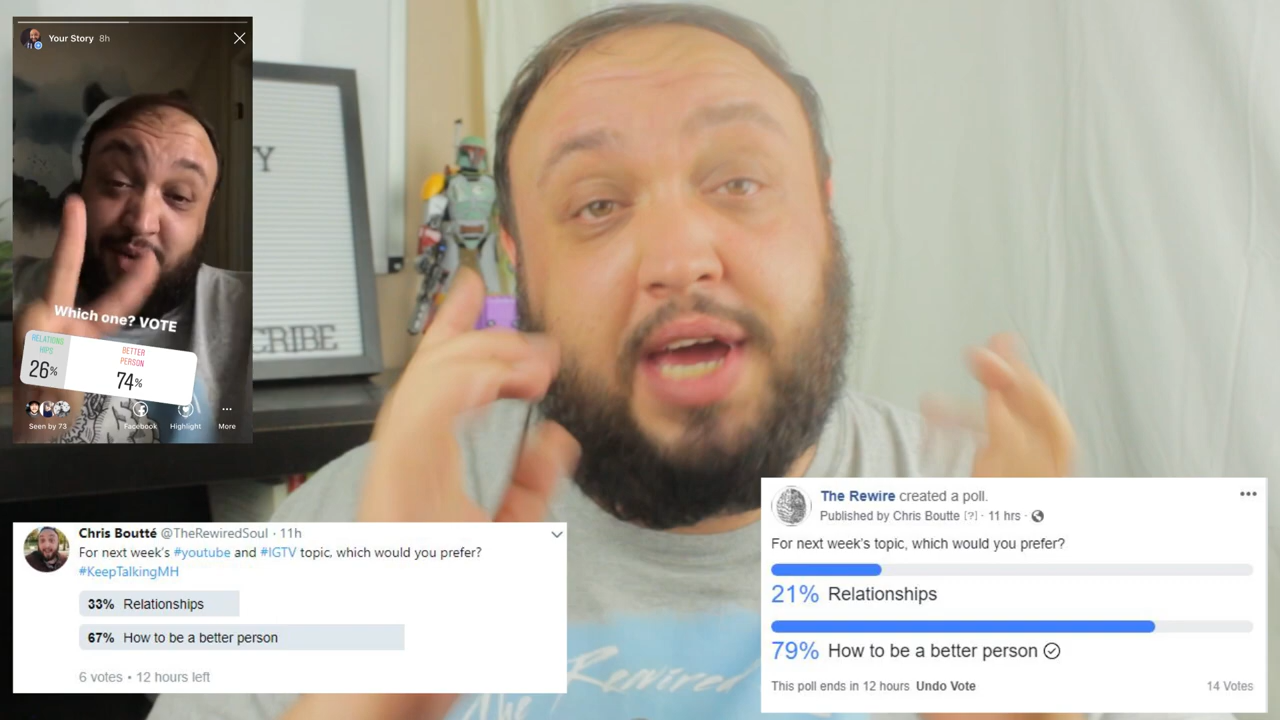 Your Story 8h
Y
CRIBE
Which one? VOTE
RELATIONS
HIPS
26%
BETTER
PERSON
74%
Seen by 73
Facebook
Highlight
More
Chris Boutté @TheRewiredSoul · 11h
For next week's #youtube and #IGTV topic, which would you prefer?
#KeepTalkingMH
33% Relationships
67% How to be a better person
6 votes • 12 hours left
The Rewire created a poll.
Published by Chris Boutte [?] · 11 hrs ·
For next week's topic, which would you prefer?
21% Relationships
79% How to be a better person
This poll ends in 12 hours Undo Vote
14 Votes
The Rewired